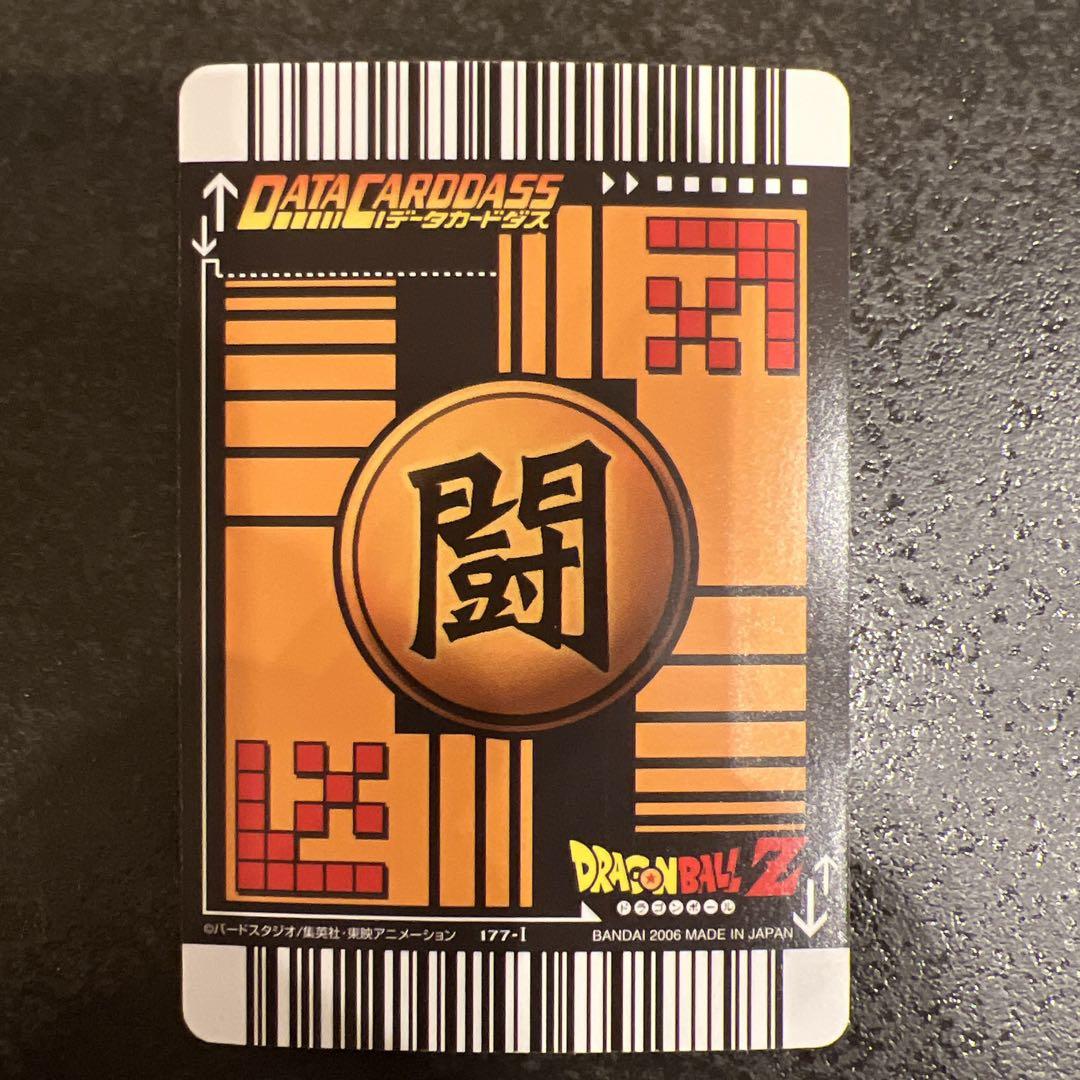 DATACARDDASS
データカードダス
闘
DRAGONBALL Z
ドラゴンボール
©バードスタジオ/集英社・東映アニメーション 177-I BANDAI 2006 MADE IN JAPAN